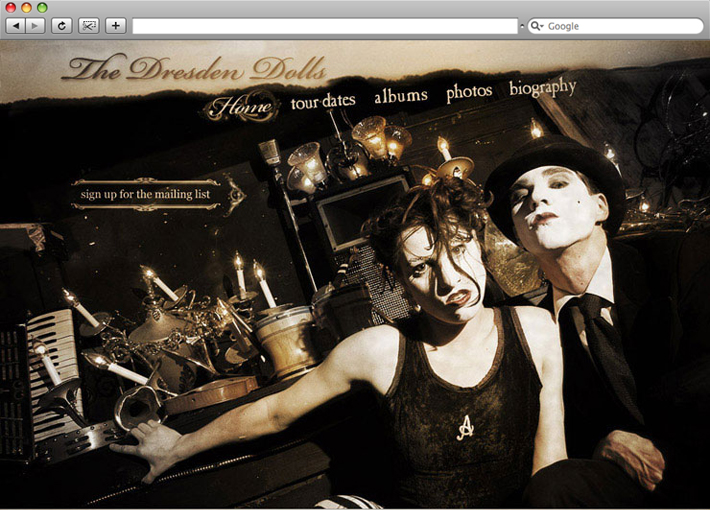 Google
The Dresden Dolls
Home tour dates albums photos biography
sign up for the mailing list
A